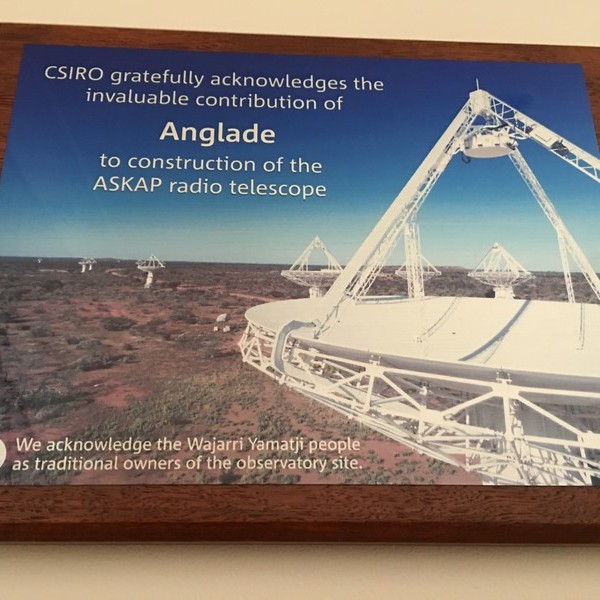 CSIRO gratefully acknowledges the
invaluable contribution of
Anglade
to construction of the
ASKAP radio telescope
We acknowledge the Wajarri Yamatji people
as traditional owners of the observatory site.